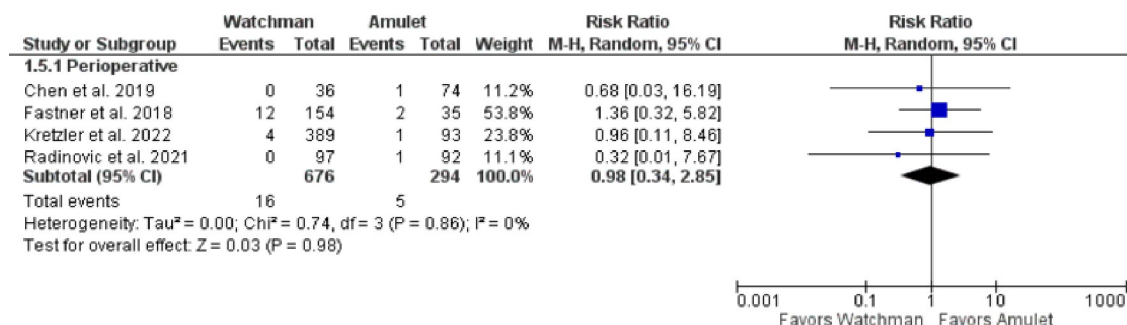 Watchman Amulet Risk Ratio Risk Ratio
Study or Subgroup Events Total Events Total Weight M-H, Random, 95% CI M-H, Random, 95% CI
1.5.1 Perioperative
Chen et al. 2019 0 36 1 74 11.2% 0.68 [0.03, 16.19]
Fastner et al. 2018 12 154 2 35 53.8% 1.36 [0.32, 5.82]
Kretzler et al. 2022 4 389 1 93 23.8% 0.96 [0.11, 8.46]
Radinovic et al. 2021 0 97 1 92 11.1% 0.32 [0.01, 7.67]
Subtotal (95% CI) 676 294 100.0% 0.98 [0.34, 2.85]
Total events 16 5
Heterogeneity: Tau² = 0.00; Chi² = 0.74, df = 3 (P = 0.86); I² = 0%
Test for overall effect: Z = 0.03 (P = 0.98)
0.001 0.1 1 10 1000
Favors Watchman Favors Amulet